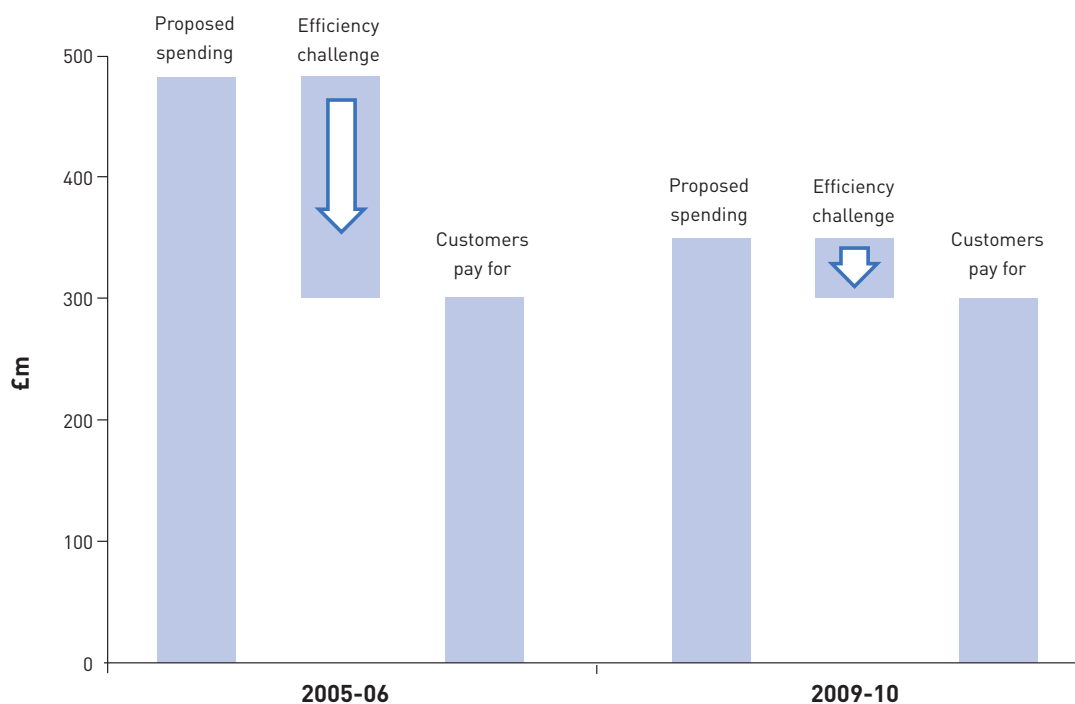 Proposed
spending
Efficiency
challenge
Customers
pay for
Proposed
spending
Efficiency
challenge
Customers
pay for
500
400
300
200
100
0
£m
2005-06
2009-10